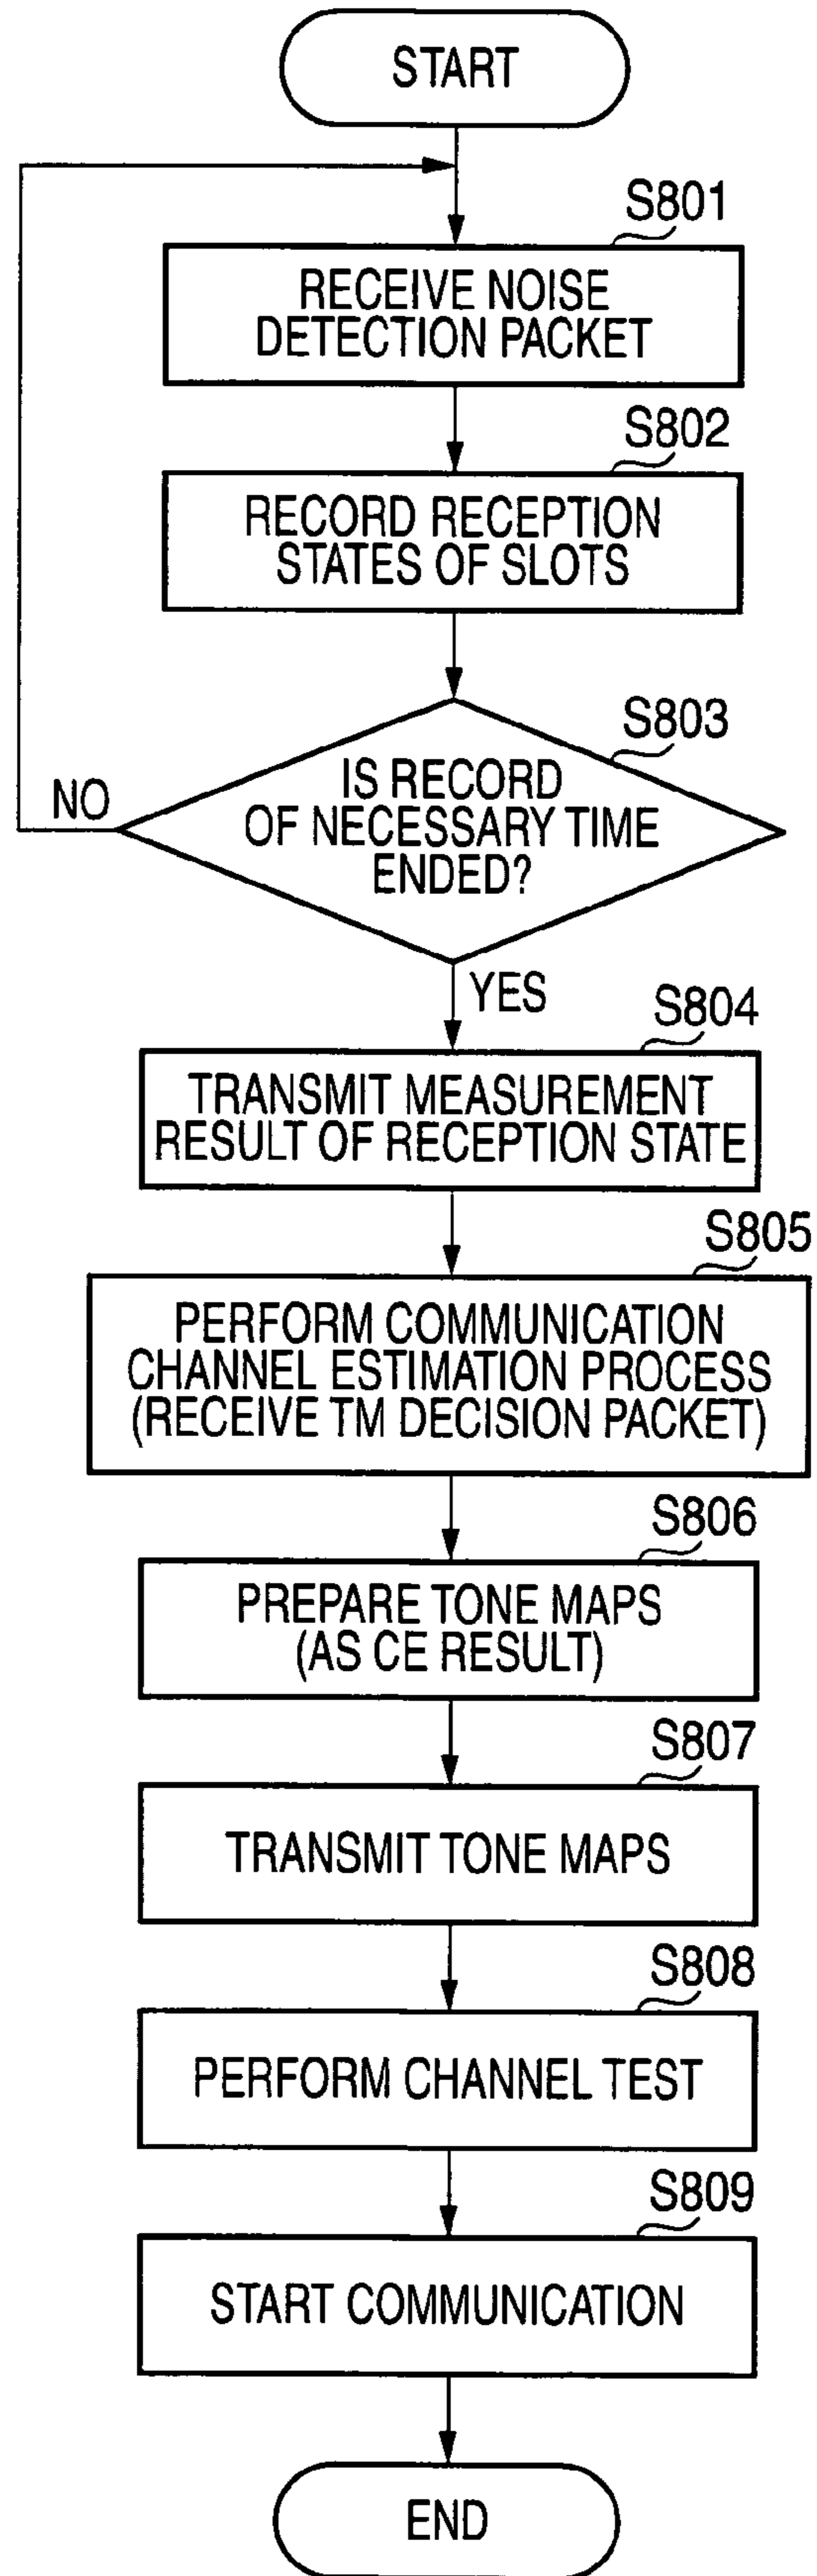 START
S801
RECEIVE NOISE
DETECTION PACKET
S802
RECORD RECEPTION
STATES OF SLOTS
S803
IS RECORD
OF NECESSARY TIME
ENDED?
NO
YES
S804
TRANSMIT MEASUREMENT
RESULT OF RECEPTION STATE
S805
PERFORM COMMUNICATION
CHANNEL ESTIMATION PROCESS
(RECEIVE TM DECISION PACKET)
S806
PREPARE TONE MAPS
(AS CE RESULT)
S807
TRANSMIT TONE MAPS
S808
PERFORM CHANNEL TEST
S809
START COMMUNICATION
END